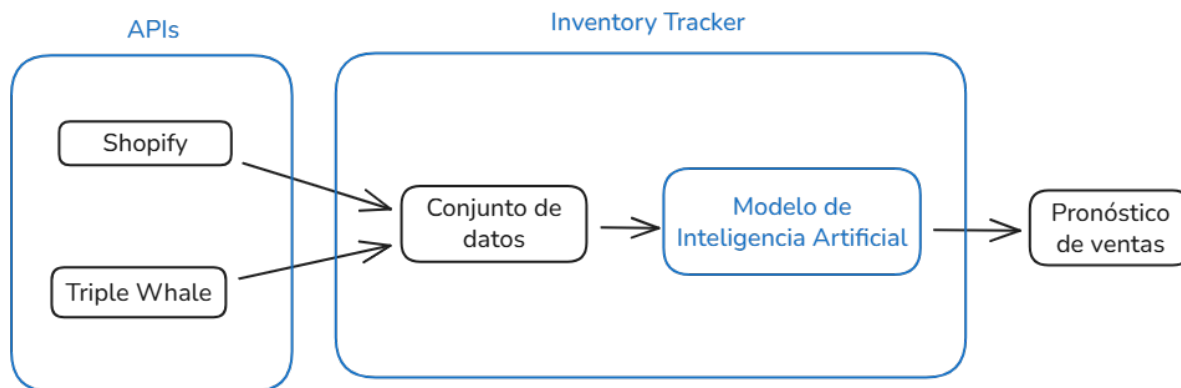 APIs
Inventory Tracker
Shopify
Triple Whale
Conjunto de
datos
Modelo de
Inteligencia Artificial
Pronóstico
de ventas